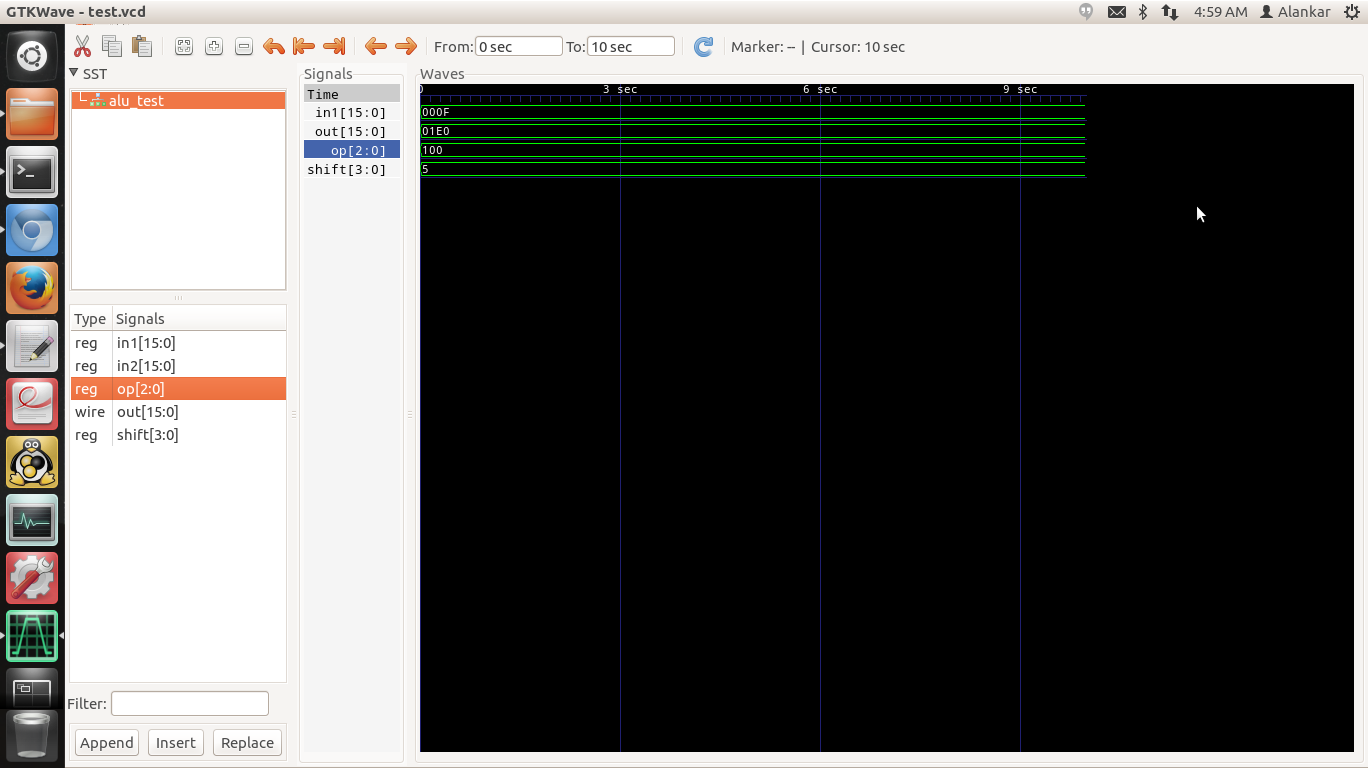 GTKWave - test.vcd
4:59 AM Alankar
From: 0 sec To: 10 sec Marker: -- | Cursor: 10 sec
SST
alu_test
Type Signals
reg in1[15:0]
reg in2[15:0]
reg op[2:0]
wire out[15:0]
reg shift[3:0]
Filter:
Append Insert Replace
Signals
Time
in1[15:0]
out[15:0]
op[2:0]
shift[3:0]
Waves
0 3 sec 6 sec 9 sec
000F
01E0
100
5